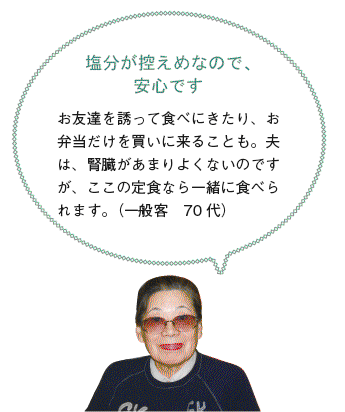 塩分が控えめなので、
安心です
お友達を誘って食べにきたり、お
弁当だけを買いに来ることも。夫
は、腎臓があまりよくないのです
が、ここの定食なら一緒に食べら
れます。（一般客　70 代）